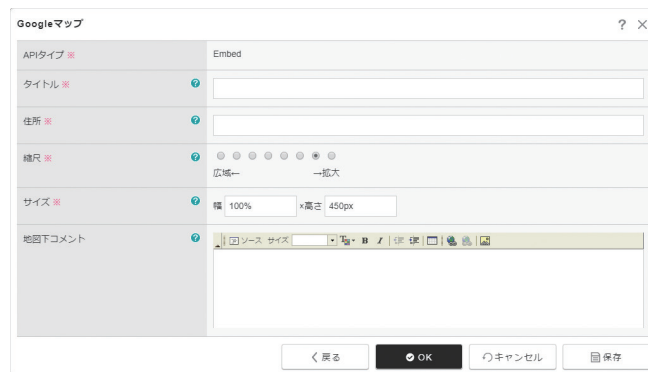 Googleマップ ? ×
APIタイプ ※ Embed
タイトル ※ ?
住所 ※ ?
縮尺 ※ ?
広域← →拡大
サイズ ※ ? 幅 100% ×高さ 450px
地図下コメント ? ソース サイズ B I
戻る OK キャンセル 保存